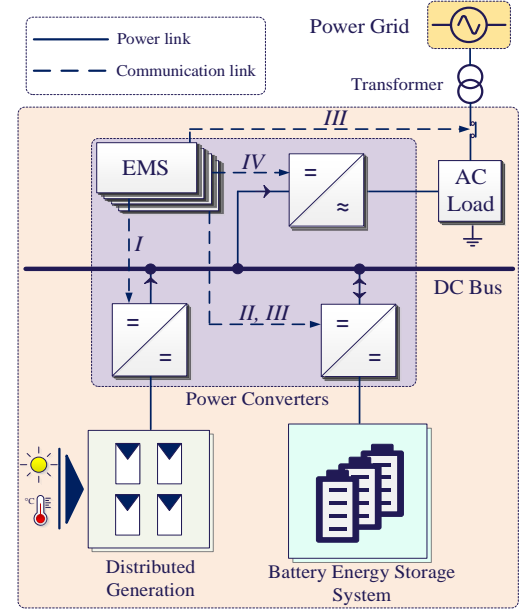 Power link
Communication link
Power Grid
Transformer
III
EMS
IV
=
≈
AC
Load
I
DC Bus
=
=
II, III
=
=
Power Converters
°C
Distributed
Generation
Battery Energy Storage
System